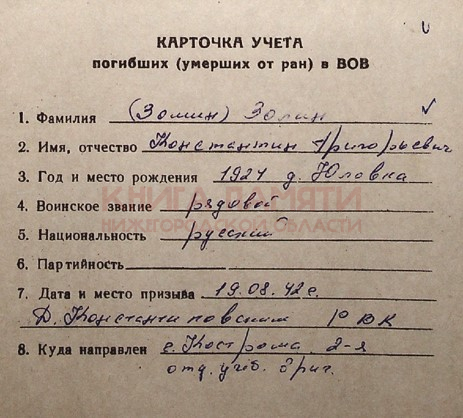 КАРТОЧКА УЧЕТА
погибших (умерших от ран) в ВОВ
1. Фамилия (Зомин) Золин
2. Имя, отчество Константин Григорьевич
3. Год и место рождения 1924 д. Юловка
КНИГА ПАМЯТИ
4. Воинское звание рядовой
НИЖЕГОРОДСКОЙ ОБЛАСТИ
5. Национальность русский
6. Партийность
7. Дата и место призыва 19.08.42 г.
Д. Константиновским РВК
8. Куда направлен г. Кострома 2-я
отд. учеб. бриг.